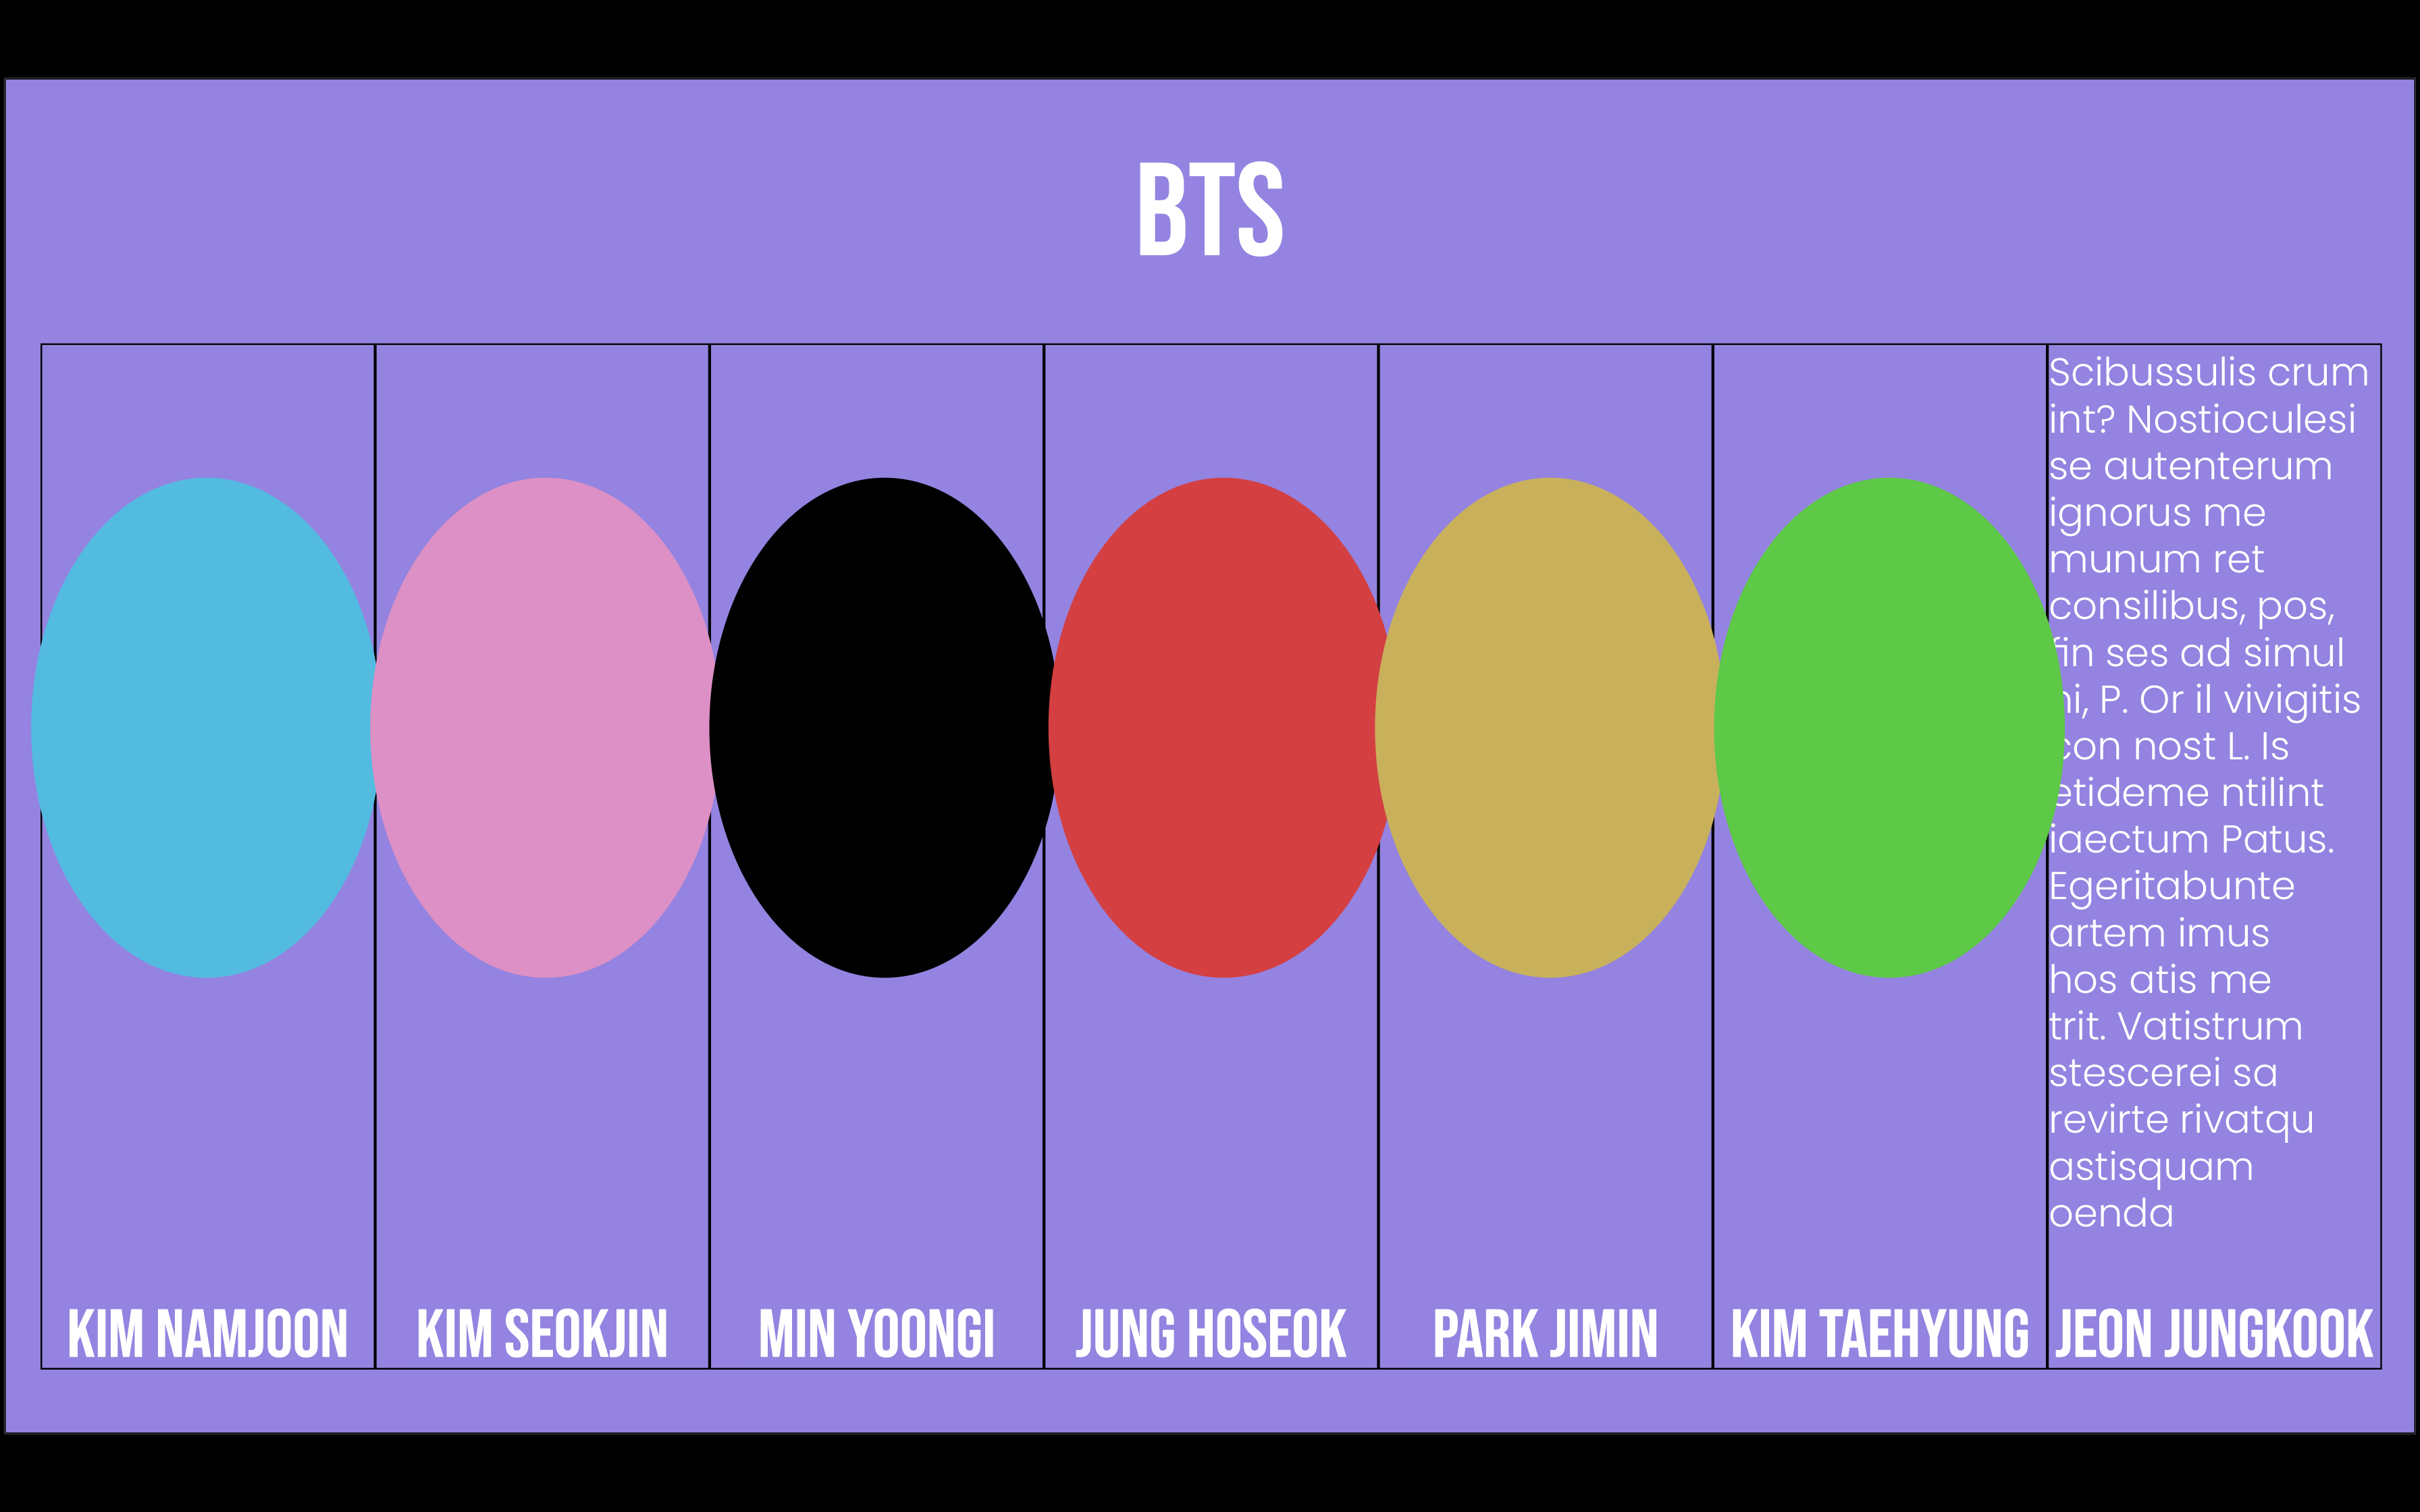 BTS
Scibussulis crum
int? Nostioculesi
se autenterum
ignorus me
munum ret
consilibus, pos,
fin ses ad simul
P. Or il vivigitis
con nost L. Is
etideme ntilint
iaectum Patus.
Egeritabunte
artem imus
hos atis me
trit. Vatistrum
stescerei sa
revirte rivatqu
astisquam
oenda
KIM NAMJOON KIM SEOKJIN MIN YOONGI JUNG HOSEOK PARK JIMIN KIM TAEHYUNG JEON JUNGKOOK